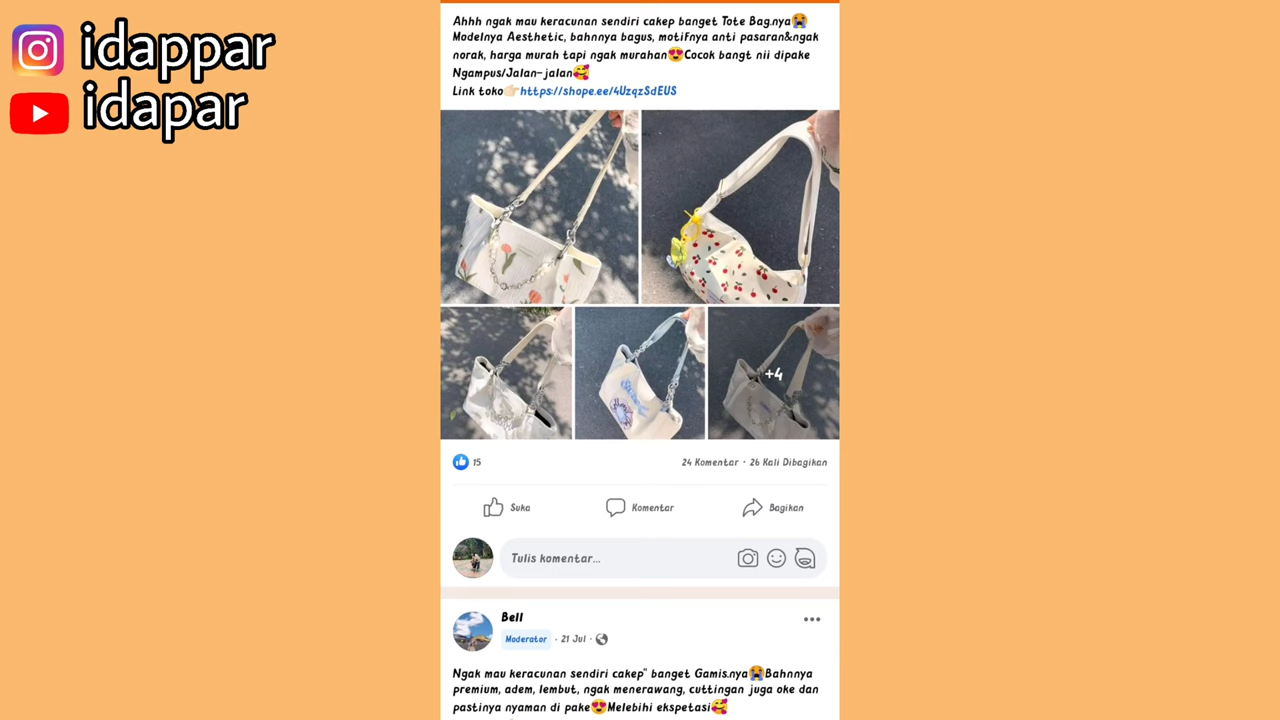 idappar
idapar
Ahhh ngak mau keracunan sendiri cakep banget Tote Bag.nya😭
Modelnya Aesthetic, bahnnya bagus, motifnya anti pasaran&ngak
norak, harga murah tapi ngak murahan😍Cocok bangt nii dipake
Ngampus/Jalan-jalan🥰
Link toko👉🏻https://shope.ee/4UzqzSdEUS
+4
15
24 Komentar · 26 Kali Dibagikan
Suka
Komentar
Bagikan
Tulis komentar...
Bell
Moderator · 21 Jul ·
Ngak mau keracunan sendiri cakep" banget Gamis.nya😭Bahnnya
premium, adem, lembut, ngak menerawang, cuttingan juga oke dan
pastinya nyaman di pake😍Melebihi ekspetasi🥰